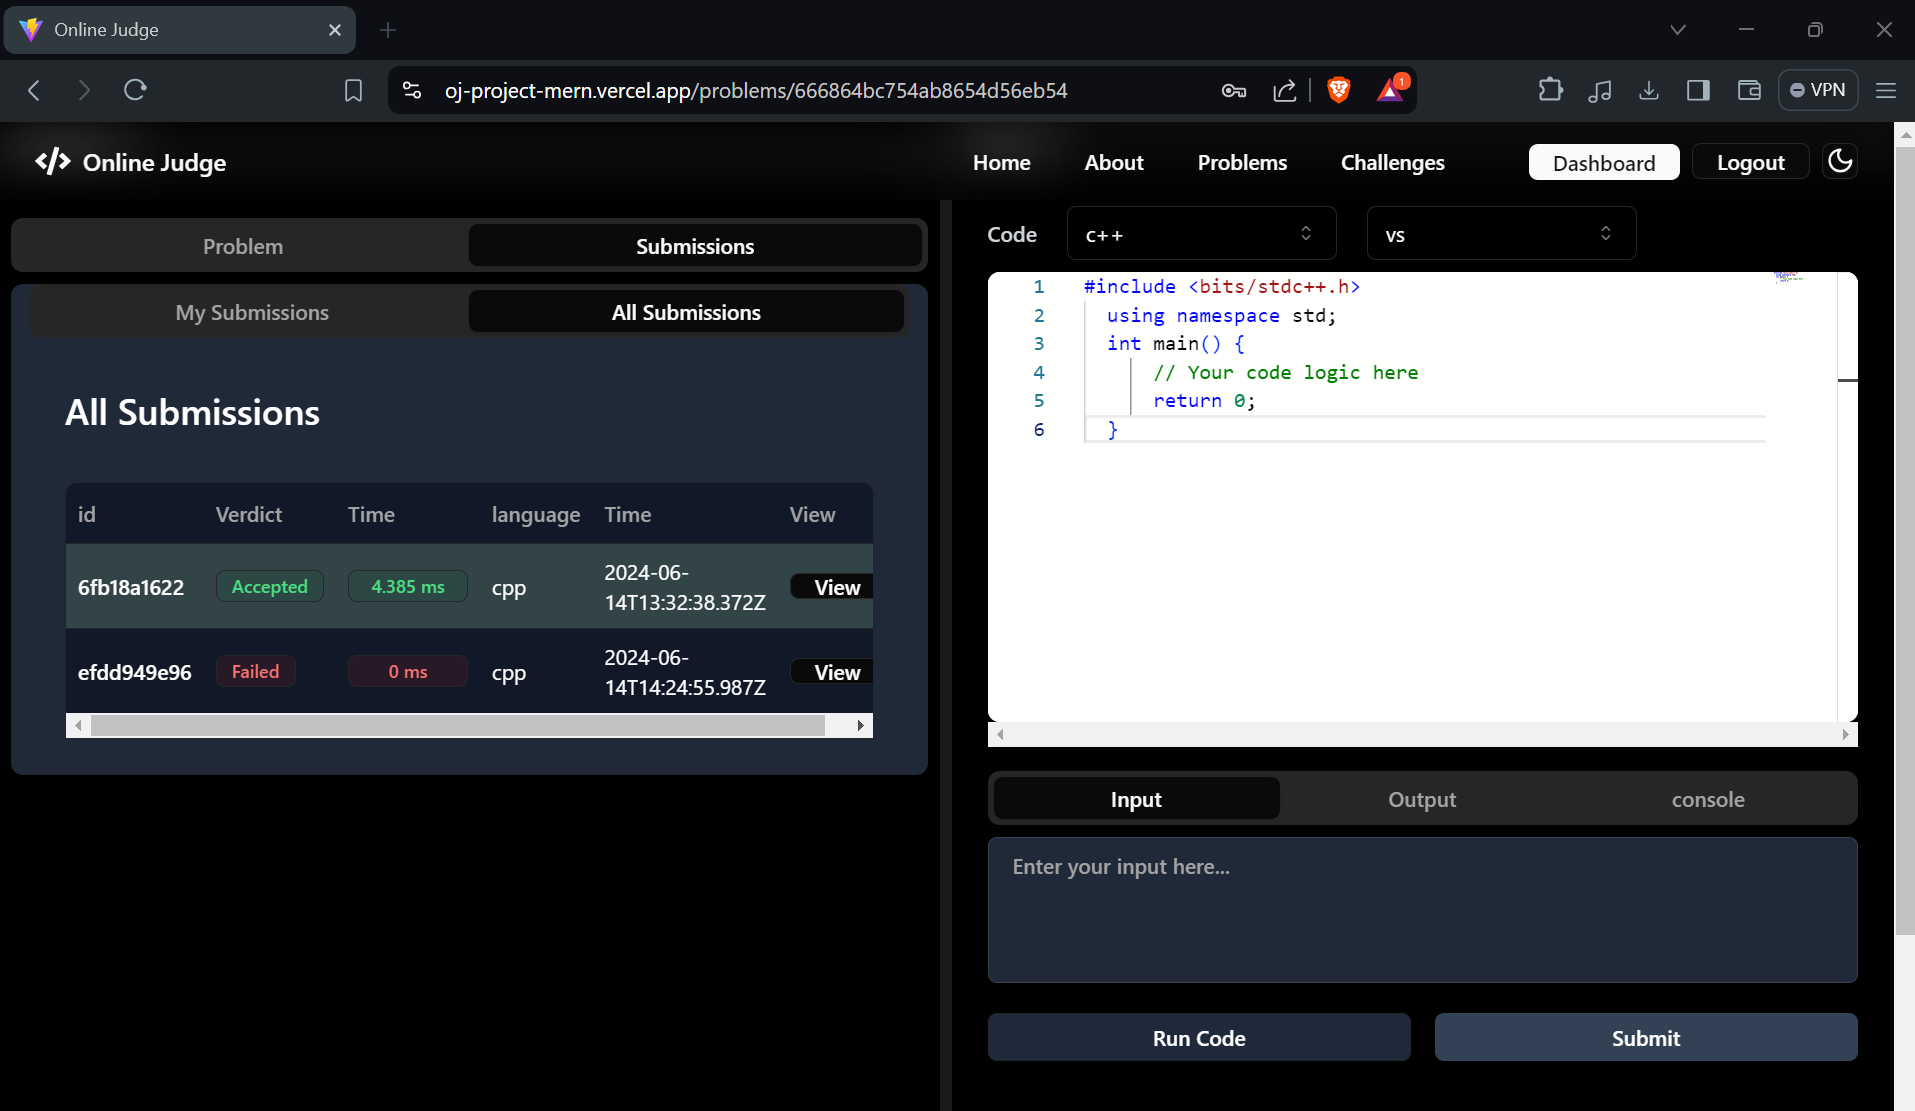 Online Judge
oj-project-mern.vercel.app/problems/666864bc754ab8654d56eb54
1
VPN
</> Online Judge
Home
About
Problems
Challenges
Dashboard
Logout
Problem
Submissions
My Submissions
All Submissions
All Submissions
id Verdict Time language Time View
6fb18a1622 Accepted 4.385 ms cpp 2024-06-
14T13:32:38.372Z View
efdd949e96 Failed 0 ms cpp 2024-06-
14T14:24:55.987Z View
Code
c++
vs
1 #include <bits/stdc++.h>
2 using namespace std;
3 int main() {
4 // Your code logic here
5 return 0;
6 }
Input
Output
console
Enter your input here...
Run Code
Submit